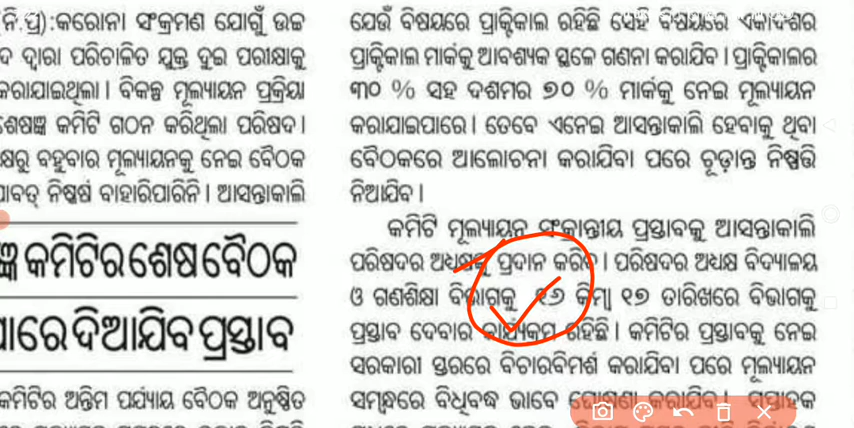 (ନି.ପ୍ର):କରୋନା ସଂକ୍ରମଣ ଯୋଗୁଁ ଉଚ୍ଚ
ଦ ଦ୍ୱାରା ପରିଚାଳିତ ଯୁକ୍ତ ଦୁଇ ପରୀକ୍ଷାକୁ
କରାଯାଇଥିଲା । ବିକଳ୍ପ ମୂଲ୍ୟାୟନ ପ୍ରକ୍ରିୟା
ଶେଷଜ୍ଞ କମିଟି ଗଠନ କରିଥିଲା ପରିଷଦ ।
କ୍ଷରୁ ବହୁବାର ମୂଲ୍ୟାୟନକୁ ନେଇ ବୈଠକ
ଯାବତ୍ ନିଷ୍କର୍ଷ ବାହାରିପାରିନି । ଆସନ୍ତାକାଲି
ଜ୍ଞ କମିଟିର ଶେଷ ବୈଠକ
ପାରେ ଦିଆଯିବ ପ୍ରସ୍ତାବ
କମିଟିର ଅନ୍ତିମ ପର୍ଯ୍ୟାୟ ବୈଠକ ଅନୁଷ୍ଠିତ
ଯେଉଁ ବିଷୟରେ ପ୍ରାକ୍ଟିକାଲ ରହିଛି ସେହି ବିଷୟରେ ଏକାଦଶର
ପ୍ରାକ୍ଟିକାଲ ମାର୍କକୁ ଆବଶ୍ୟକ ସ୍ଥଳେ ଗଣନା କରାଯିବ । ପ୍ରାକ୍ଟିକାଲର
୩୦ % ସହ ଦଶମର ୭୦ % ମାର୍କକୁ ନେଇ ମୂଲ୍ୟାୟନ
କରାଯାଇପାରେ । ତେବେ ଏନେଇ ଆସନ୍ତାକାଲି ହେବାକୁ ଥିବା
ବୈଠକରେ ଆଲୋଚନା କରାଯିବା ପରେ ଚୂଡ଼ାନ୍ତ ନିଷ୍ପତ୍ତି
ନିଆଯିବ ।
କମିଟି ମୂଲ୍ୟାୟନ ସଂକ୍ରାନ୍ତୀୟ ପ୍ରସ୍ତାବକୁ ଆସନ୍ତାକାଲି
ପରିଷଦର ଅଧ୍ୟକ୍ଷଙ୍କୁ ପ୍ରଦାନ କରିବ । ପରିଷଦର ଅଧ୍ୟକ୍ଷ ବିଦ୍ୟାଳୟ
ଓ ଗଣଶିକ୍ଷା ବିଭାଗକୁ ୧୬ କିମ୍ବା ୧୭ ତାରିଖରେ ବିଭାଗକୁ
ପ୍ରସ୍ତାବ ଦେବାର କାର୍ଯ୍ୟକ୍ରମ ରହିଛି । କମିଟିର ପ୍ରସ୍ତାବକୁ ନେଇ
ସରକାରୀ ସ୍ତରରେ ବିଚାରବିମର୍ଶ କରାଯିବା ପରେ ମୂଲ୍ୟାୟନ
ସମ୍ବନ୍ଧରେ ବିଧିବଦ୍ଧ ଭାବେ ଘୋଷଣା କରାଯିବ । ସପ୍ତାହକ